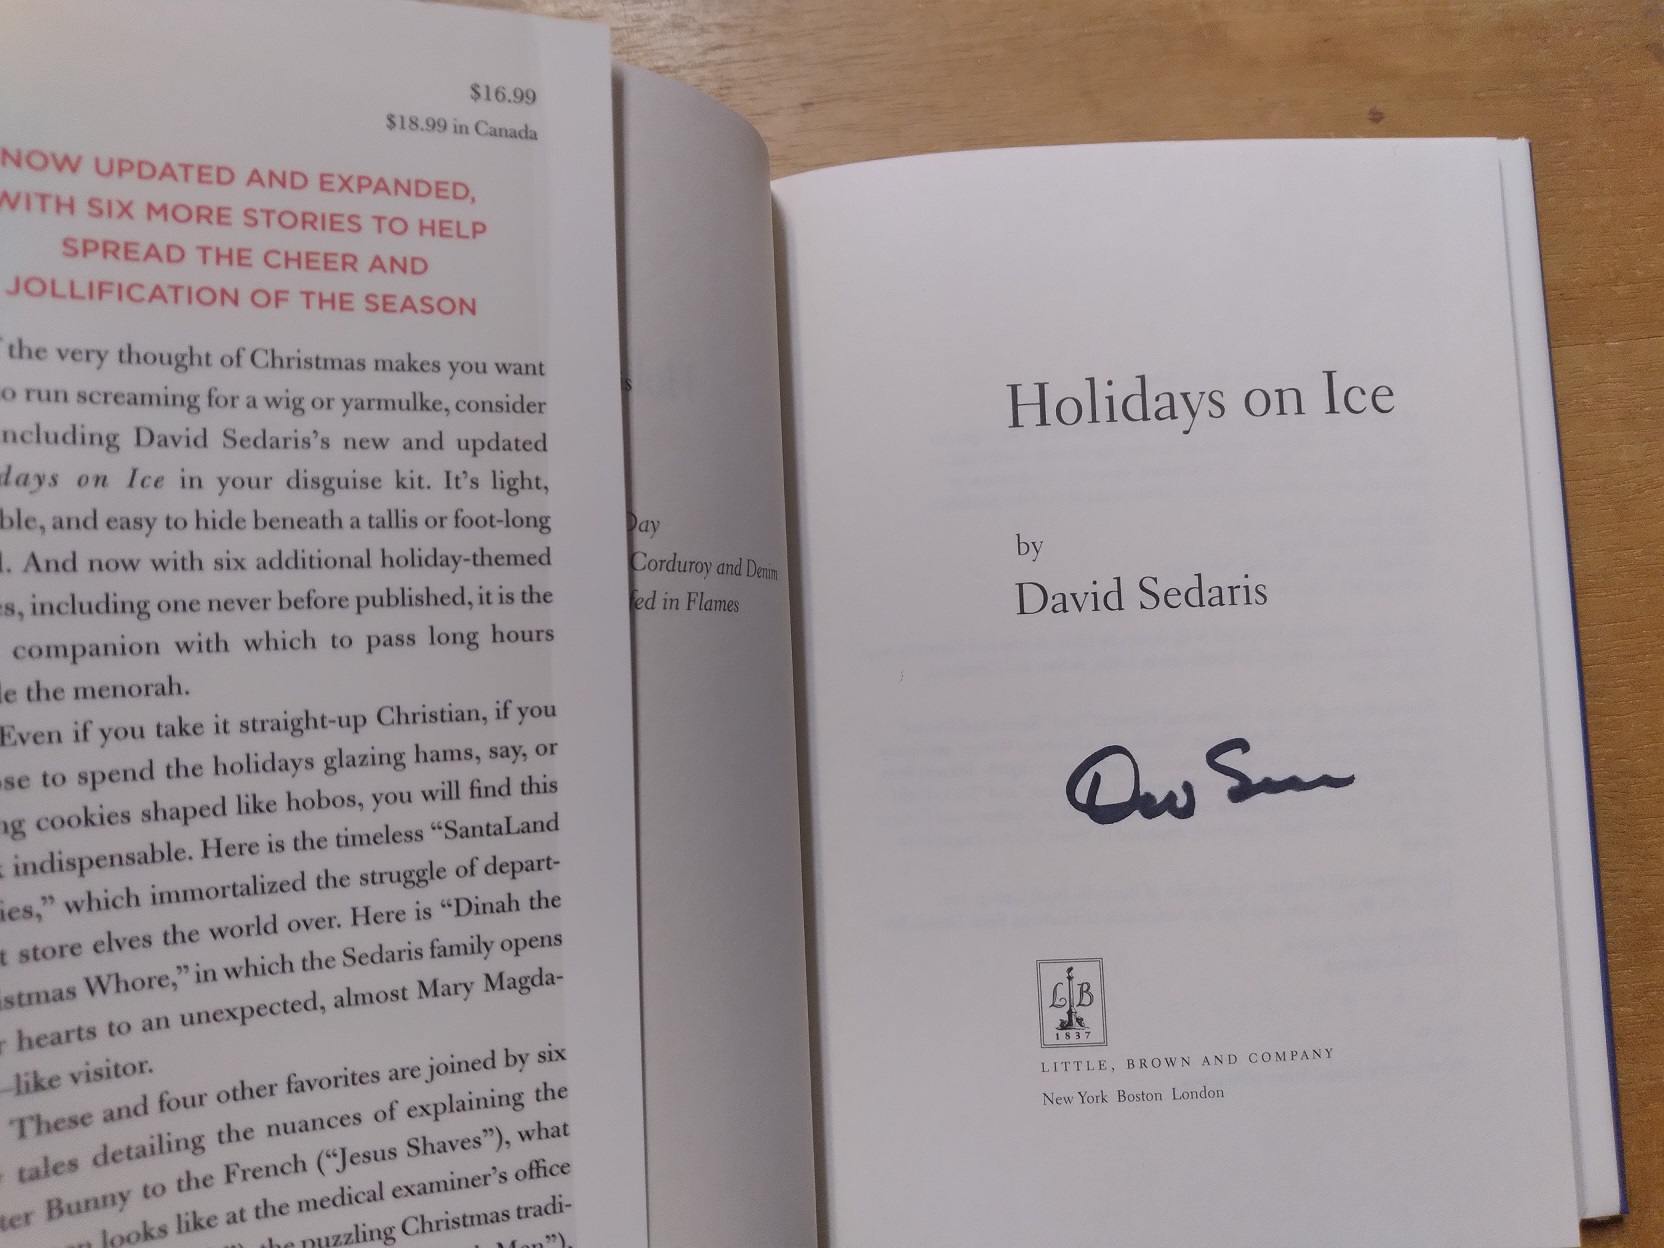 $16.99
$18.99 in Canada
NOW UPDATED AND EXPANDED,
WITH SIX MORE STORIES TO HELP
SPREAD THE CHEER AND
JOLLIFICATION OF THE SEASON
the very thought of Christmas makes you want
o run screaming for a wig or yarmulke, consider
ncluding David Sedaris's new and updated
days on Ice in your disguise kit. It's light,
ble, and easy to hide beneath a tallis or foot-long
. And now with six additional holiday-themed
s, including one never before published, it is the
companion with which to pass long hours
le the menorah.
Even if you take it straight-up Christian, if you
ose to spend the holidays glazing hams, say, or
ng cookies shaped like hobos, you will find this
indispensable. Here is the timeless “SantaLand
ies,” which immortalized the struggle of depart-
t store elves the world over. Here is “Dinah the
stmas Whore,” in which the Sedaris family opens
r hearts to an unexpected, almost Mary Magda-
–like visitor.
These and four other favorites are joined by six
tales detailing the nuances of explaining the
ter Bunny to the French (“Jesus Shaves”), what
looks like at the medical examiner's office
the puzzling Christmas tradi-
Men”),
s
Day
Corduroy and Denim
fed in Flames
Holidays on Ice
by
David Sedaris
L B
1837
LITTLE, BROWN AND COMPANY
New York Boston London